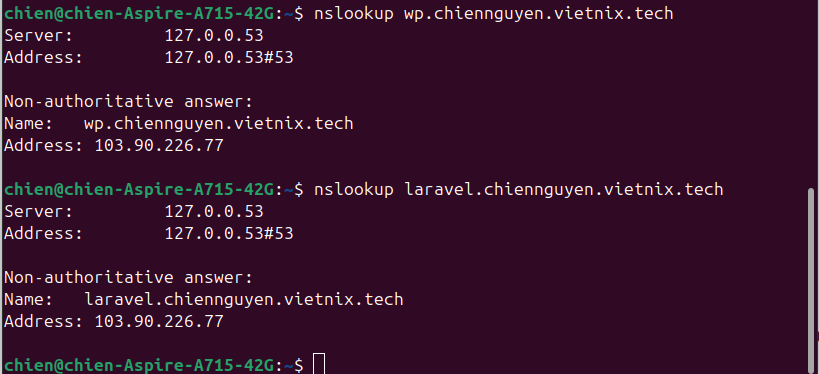 chien@chien-Aspire-A715-42G:~$ nslookup wp.chiennguyen.vietnix.tech
Server:         127.0.0.53
Address:        127.0.0.53#53

Non-authoritative answer:
Name:   wp.chiennguyen.vietnix.tech
Address: 103.90.226.77

chien@chien-Aspire-A715-42G:~$ nslookup laravel.chiennguyen.vietnix.tech
Server:         127.0.0.53
Address:        127.0.0.53#53

Non-authoritative answer:
Name:   laravel.chiennguyen.vietnix.tech
Address: 103.90.226.77

chien@chien-Aspire-A715-42G:~$